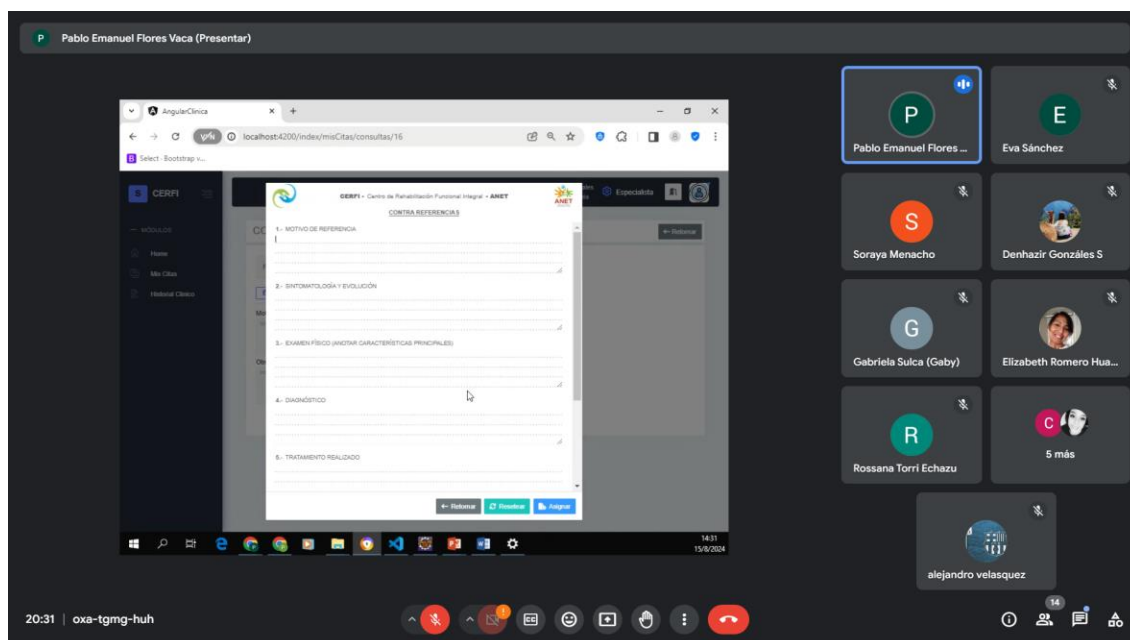 P Pablo Emanuel Flores Vaca (Presentar)
AngularClinica
localhost:4200/index/misCitas/consultas/16
Select · Bootstrap v...
CERFI
MÓDULOS
Home
Mis Citas
Historial Clínico
Especialista
← Retornar
CERFI - Centro de Rehabilitación Funcional Integral - ANET
ANET
CONTRA REFERENCIAS
1.- MOTIVO DE REFERENCIA
2.- SINTOMATOLOGÍA Y EVOLUCIÓN
3.- EXAMEN FÍSICO (ANOTAR CARACTERÍSTICAS PRINCIPALES)
4.- DIAGNÓSTICO
5.- TRATAMIENTO REALIZADO
← Retornar Resetear Asignar
14:31
15/8/2024
P
Pablo Emanuel Flores ...
E
Eva Sánchez
S
Soraya Menacho
Denhazir Gonzáles S
G
Gabriela Sulca (Gaby)
Elizabeth Romero Hua...
R
Rossana Torri Echazu
C
5 más
alejandro velasquez
20:31 | oxa-tgmg-huh
14